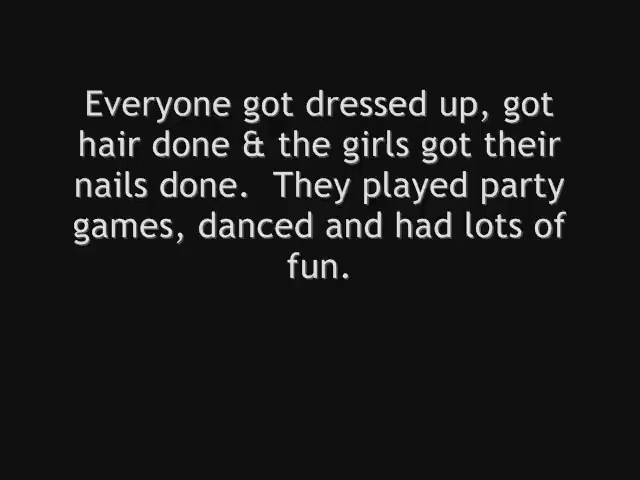 Everyone got dressed up, got
hair done & the girls got their
nails done.  They played party
games, danced and had lots of
fun.